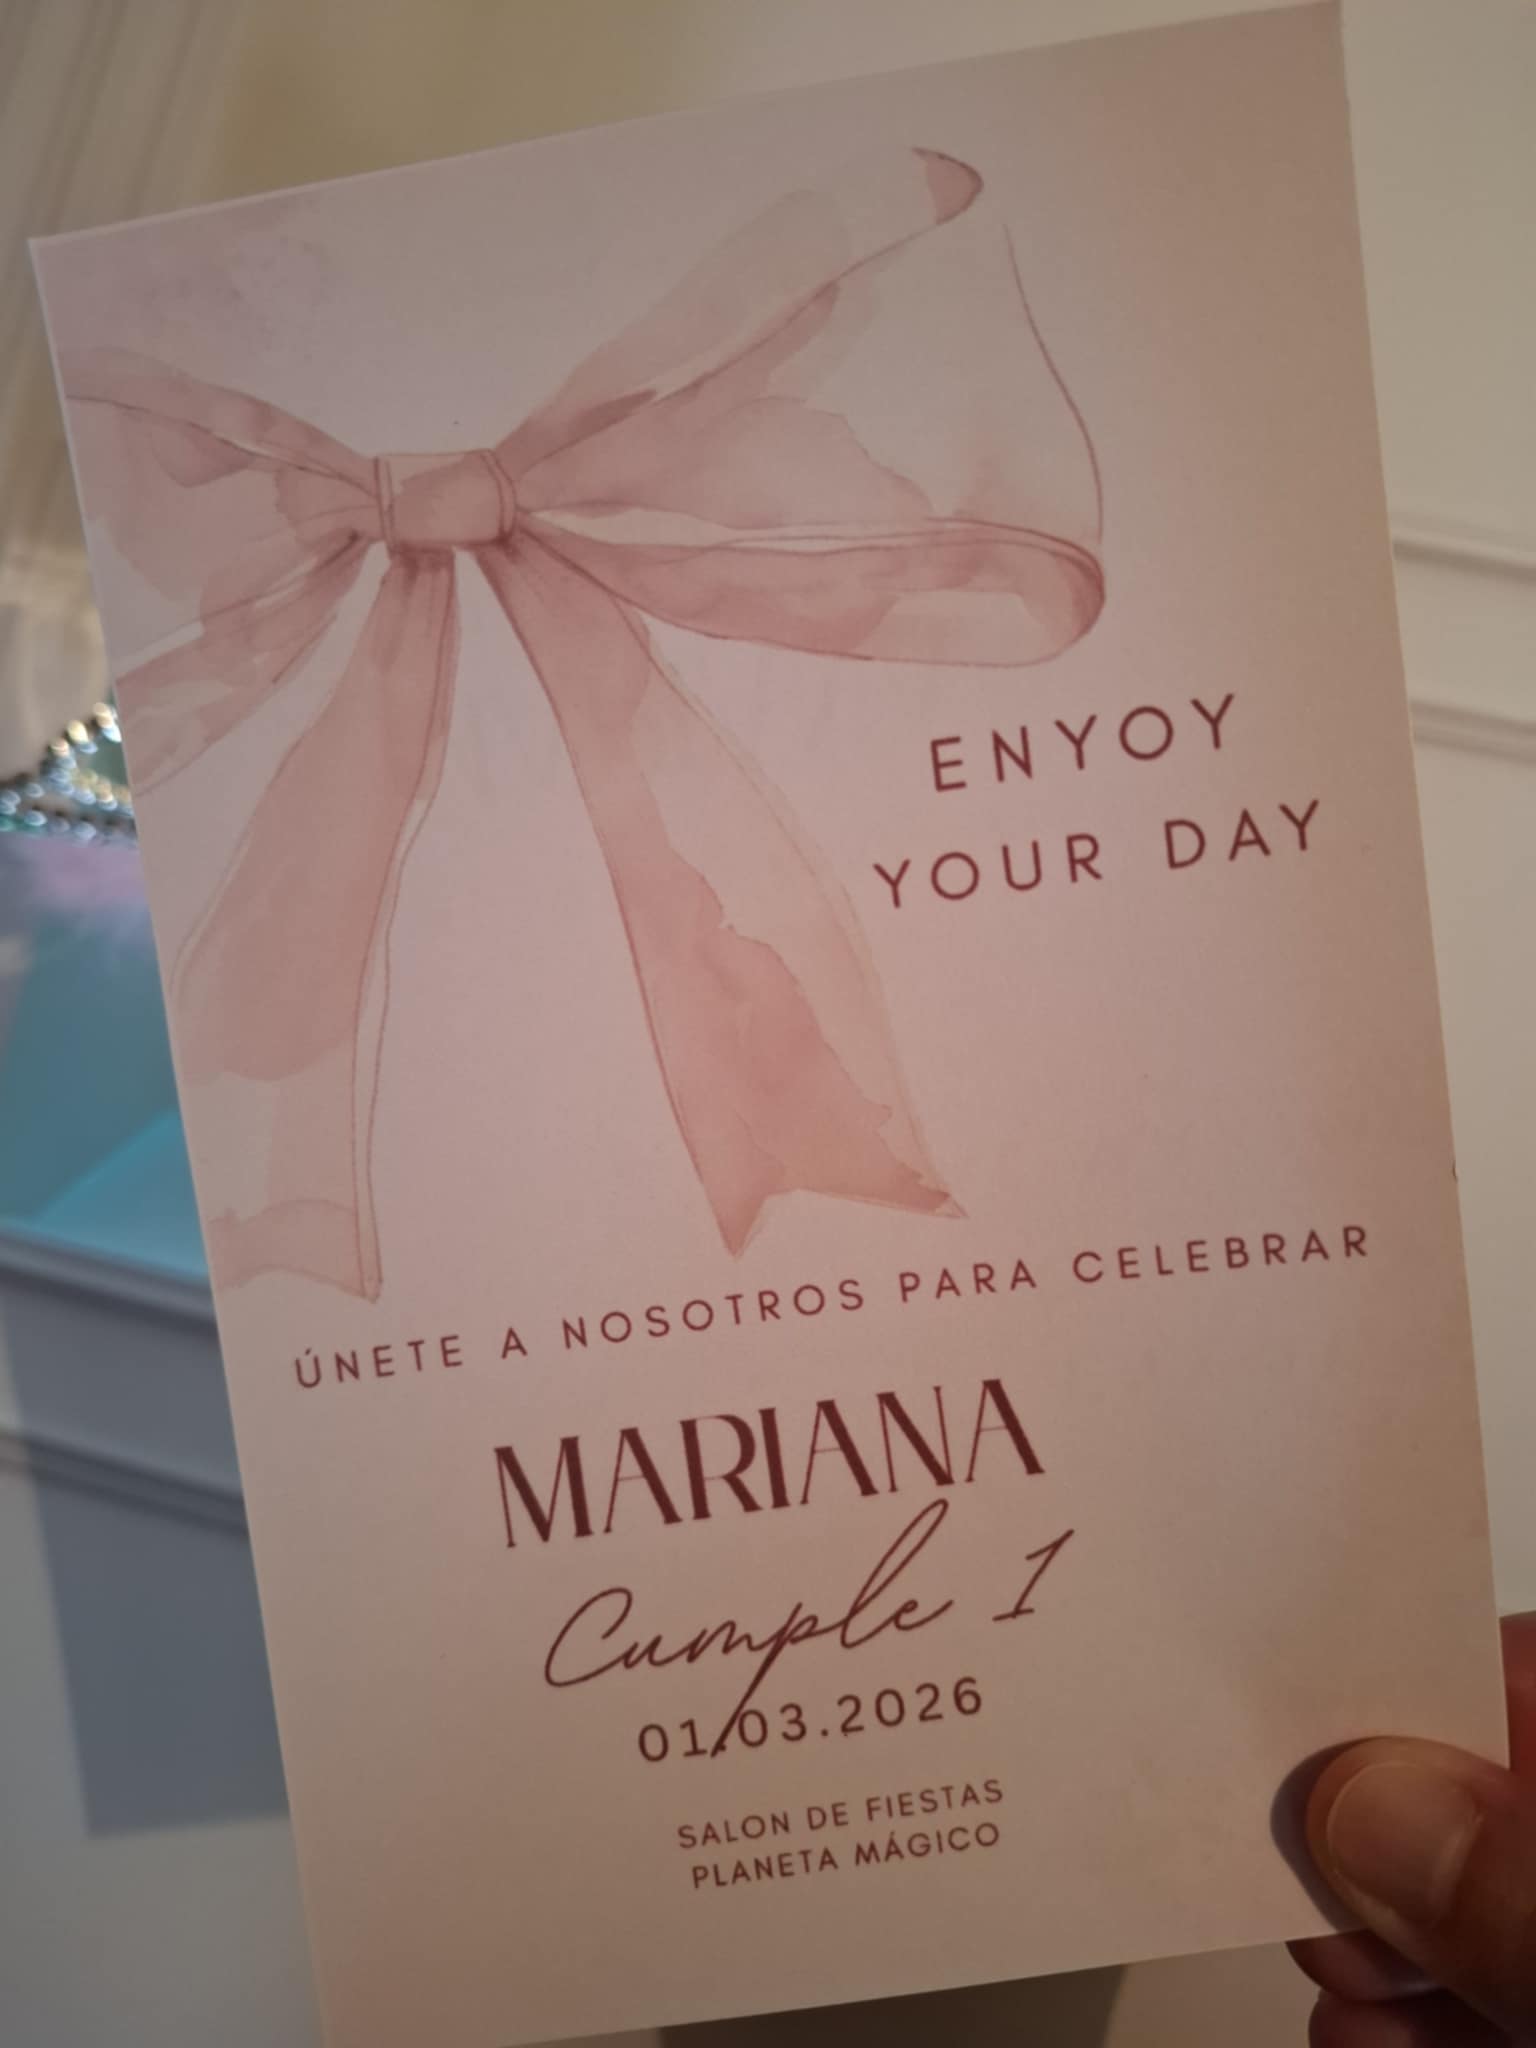 ENYOY
YOUR DAY
ÚNETE A NOSOTROS PARA CELEBRAR
MARIANA
Cumple 1
01.03.2026
SALON DE FIESTAS
PLANETA MÁGICO